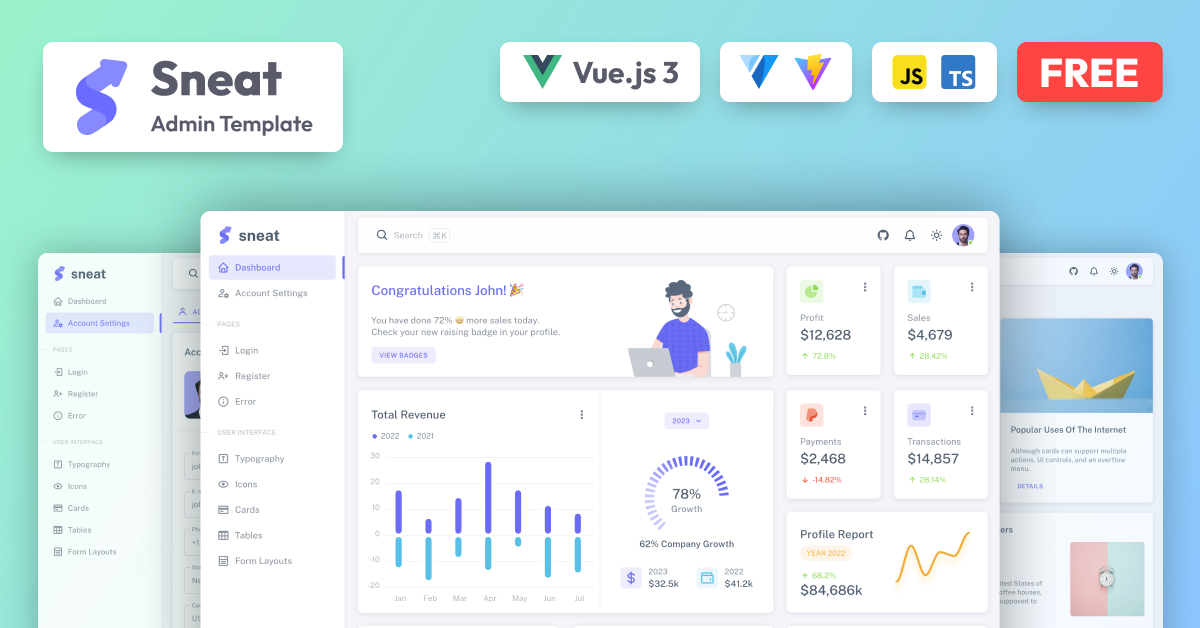 Sneat
Admin Template
Vue.js 3
JS
TS
FREE
sneat
Dashboard
Account Settings
PAGES
Login
Register
Error
USER INTERFACE
Typography
Icons
Cards
Tables
Form Layouts
sneat
Dashboard
Account Settings
PAGES
Login
Register
Error
USER INTERFACE
Typography
Icons
Cards
Tables
Form Layouts
Search ⌘K
Congratulations John! 🎉
You have done 72% 🤩 more sales today.
Check your new raising badge in your profile.
VIEW BADGES
Profit
$12,628
↑ 72.8%
Sales
$4,679
↑ 28.42%
Total Revenue
2022 2021
30
20
10
0
-10
-20
Jan Feb Mar Apr May Jun Jul
2023
78%
Growth
62% Company Growth
$
2023
$32.5k
2022
$41.2k
Payments
$2,468
↓ -14.82%
Transactions
$14,857
↑ 28.14%
Profile Report
YEAR 2022
↑ 68.2%
$84,686k
Popular Uses Of The Internet
Although cards can support multiple
actions, UI controls, and an overflow
menu.
DETAILS